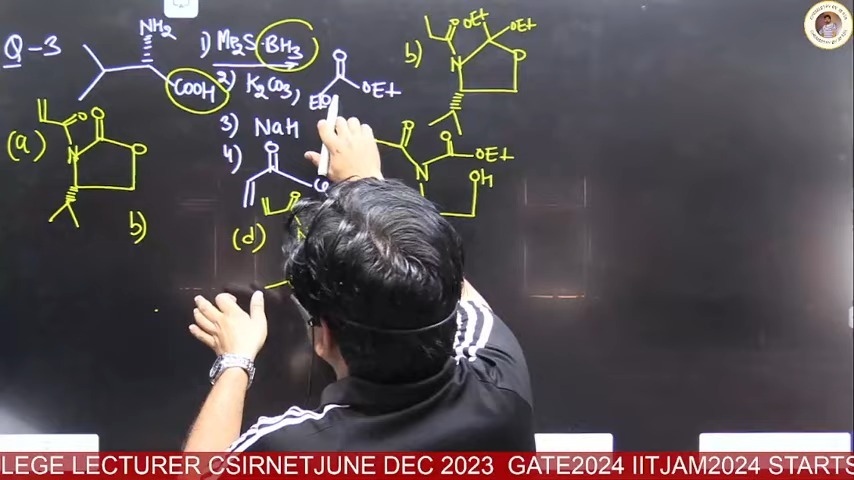 Q-3
NH2
COOH
1) Me2S·BH3
2) K2CO3,
O
EtO
OEt
3) NaH
4)
O
(a)
O
O
N
O
b)
b)
O
OEt
OEt
N
O
O
O
N
OEt
OH
(d)
O
LEGE LECTURER CSIRNETJUNE DEC 2023 GATE2024 IITJAM2024 STARTS